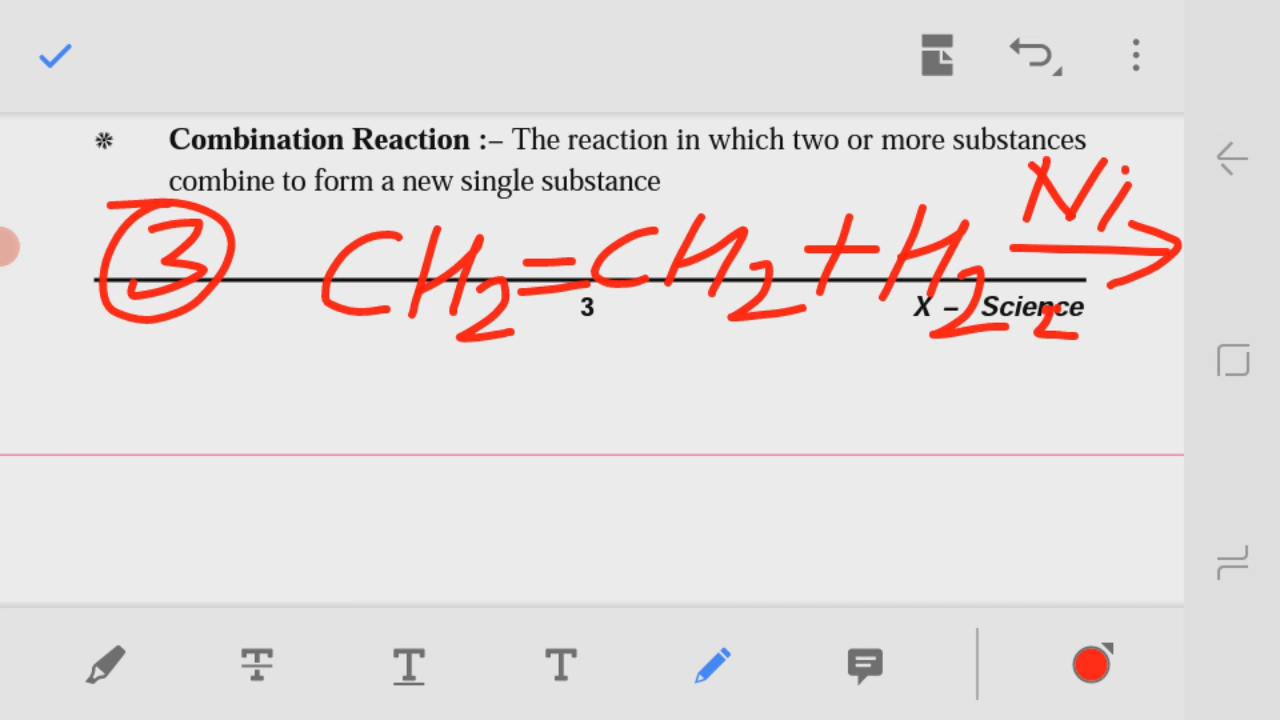 * Combination Reaction :– The reaction in which two or more substances
combine to form a new single substance
Ni
③ CH2=CH2+H2 →
2
3 X – Science
T T T